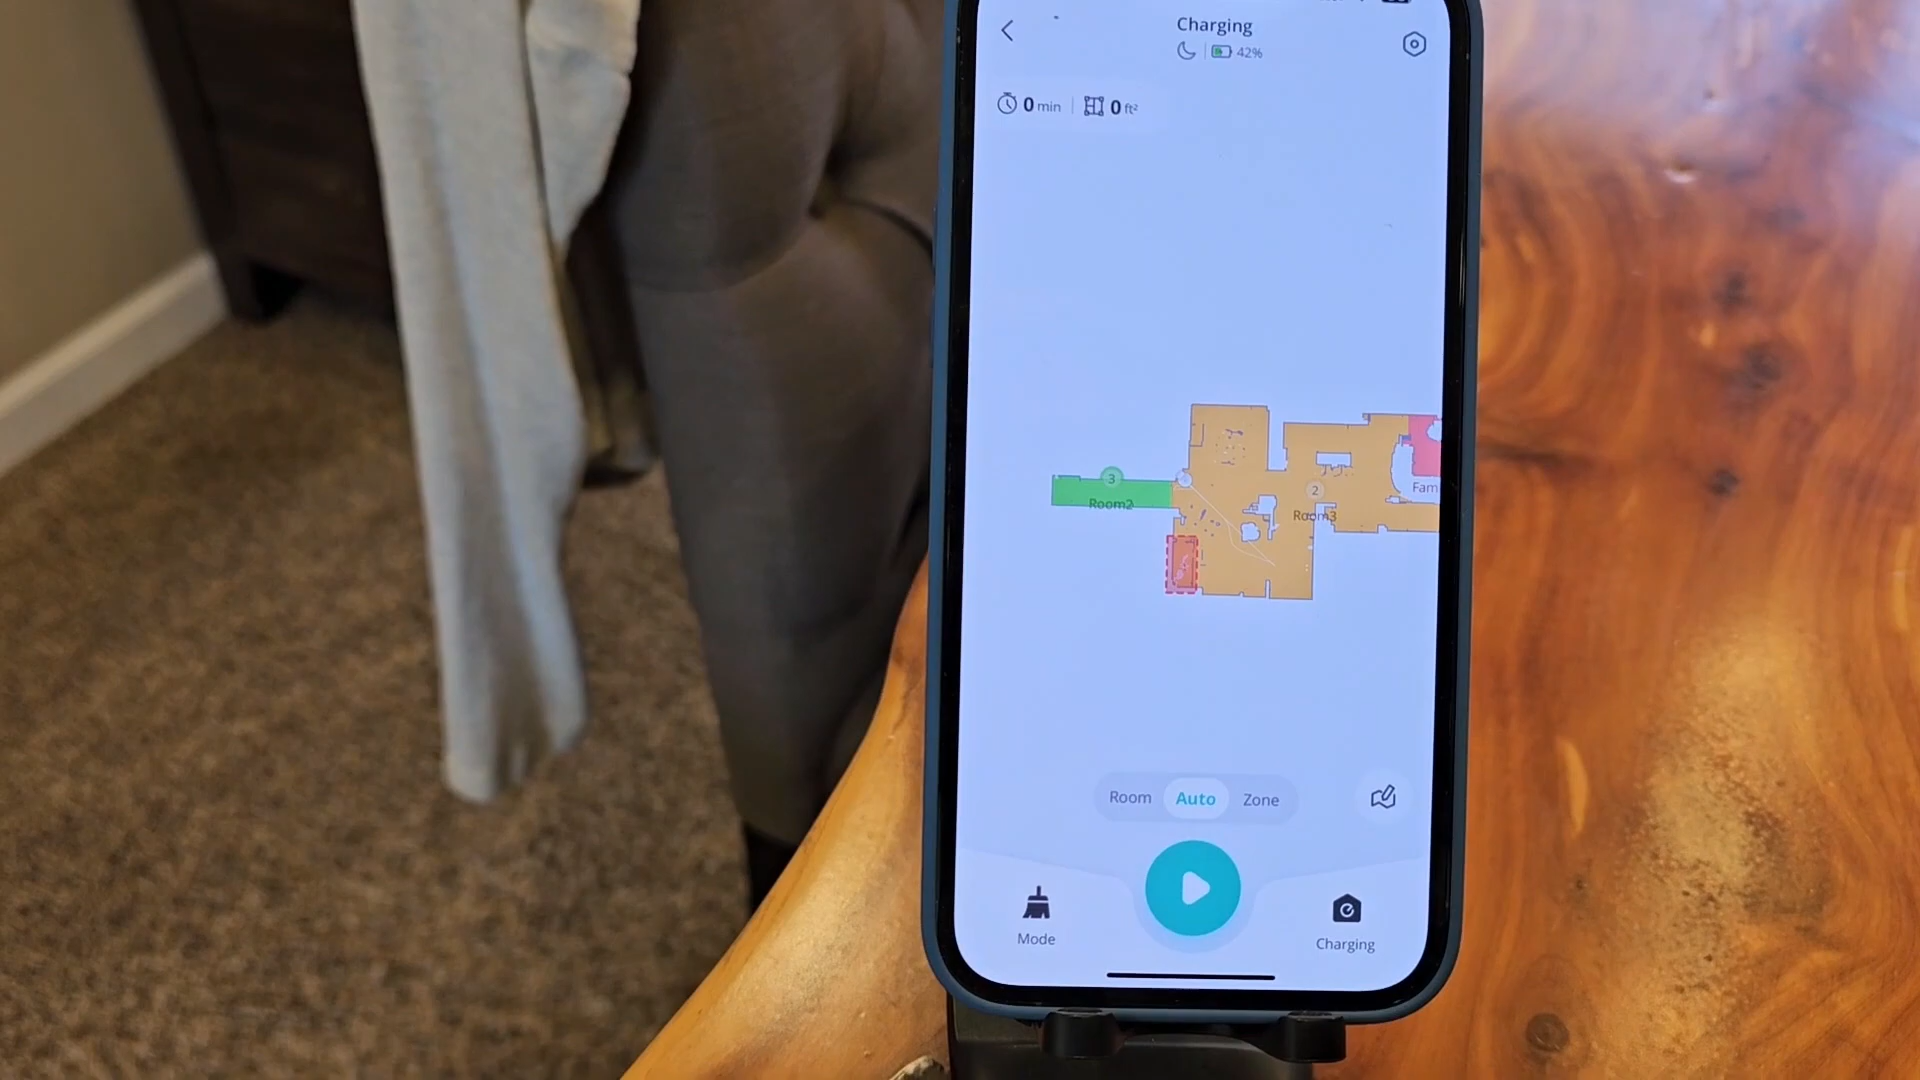 Charging
42%
0 min 0 ft²
3
Room2
2
Room3
Fam
Room Auto Zone
Mode
Charging